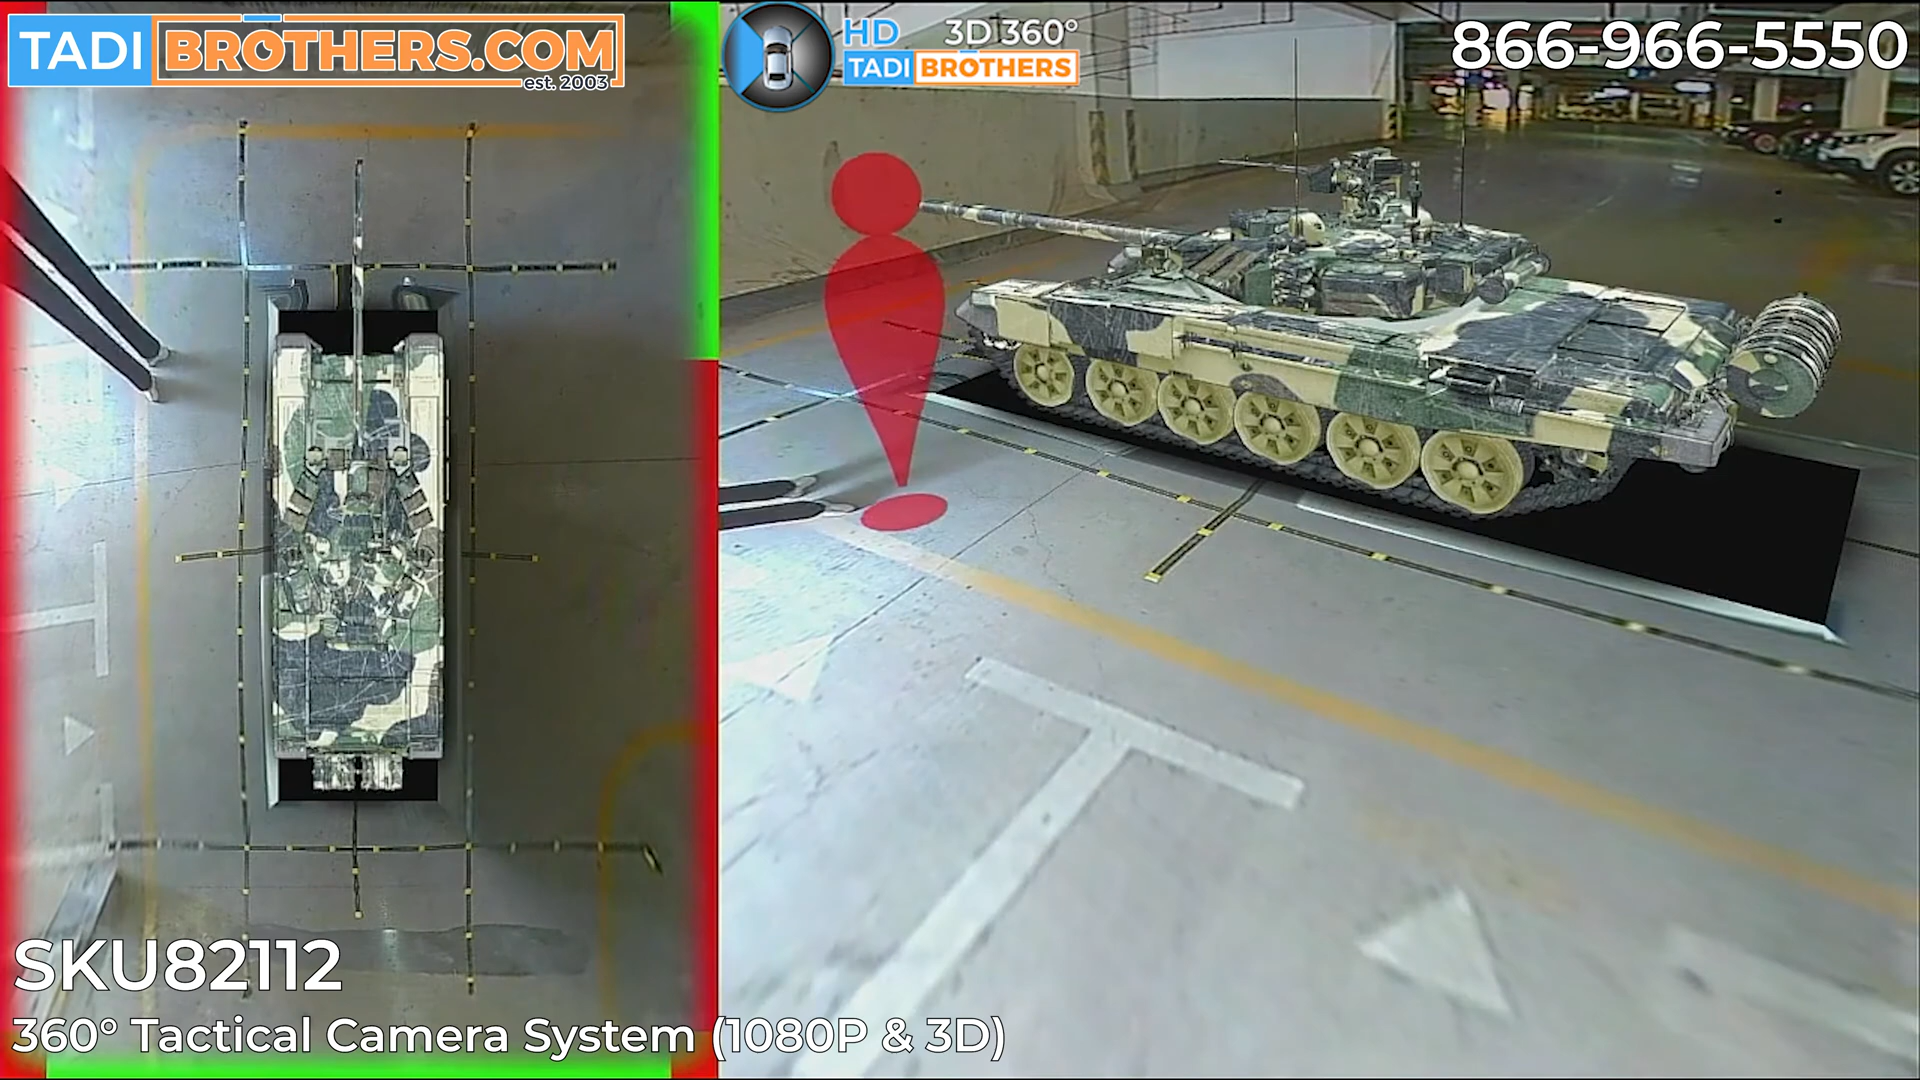 TADI BROTHERS.COM
est. 2003
HD 3D 360°
TADI BROTHERS
866-966-5550
SKU82112
360° Tactical Camera System (1080P & 3D)